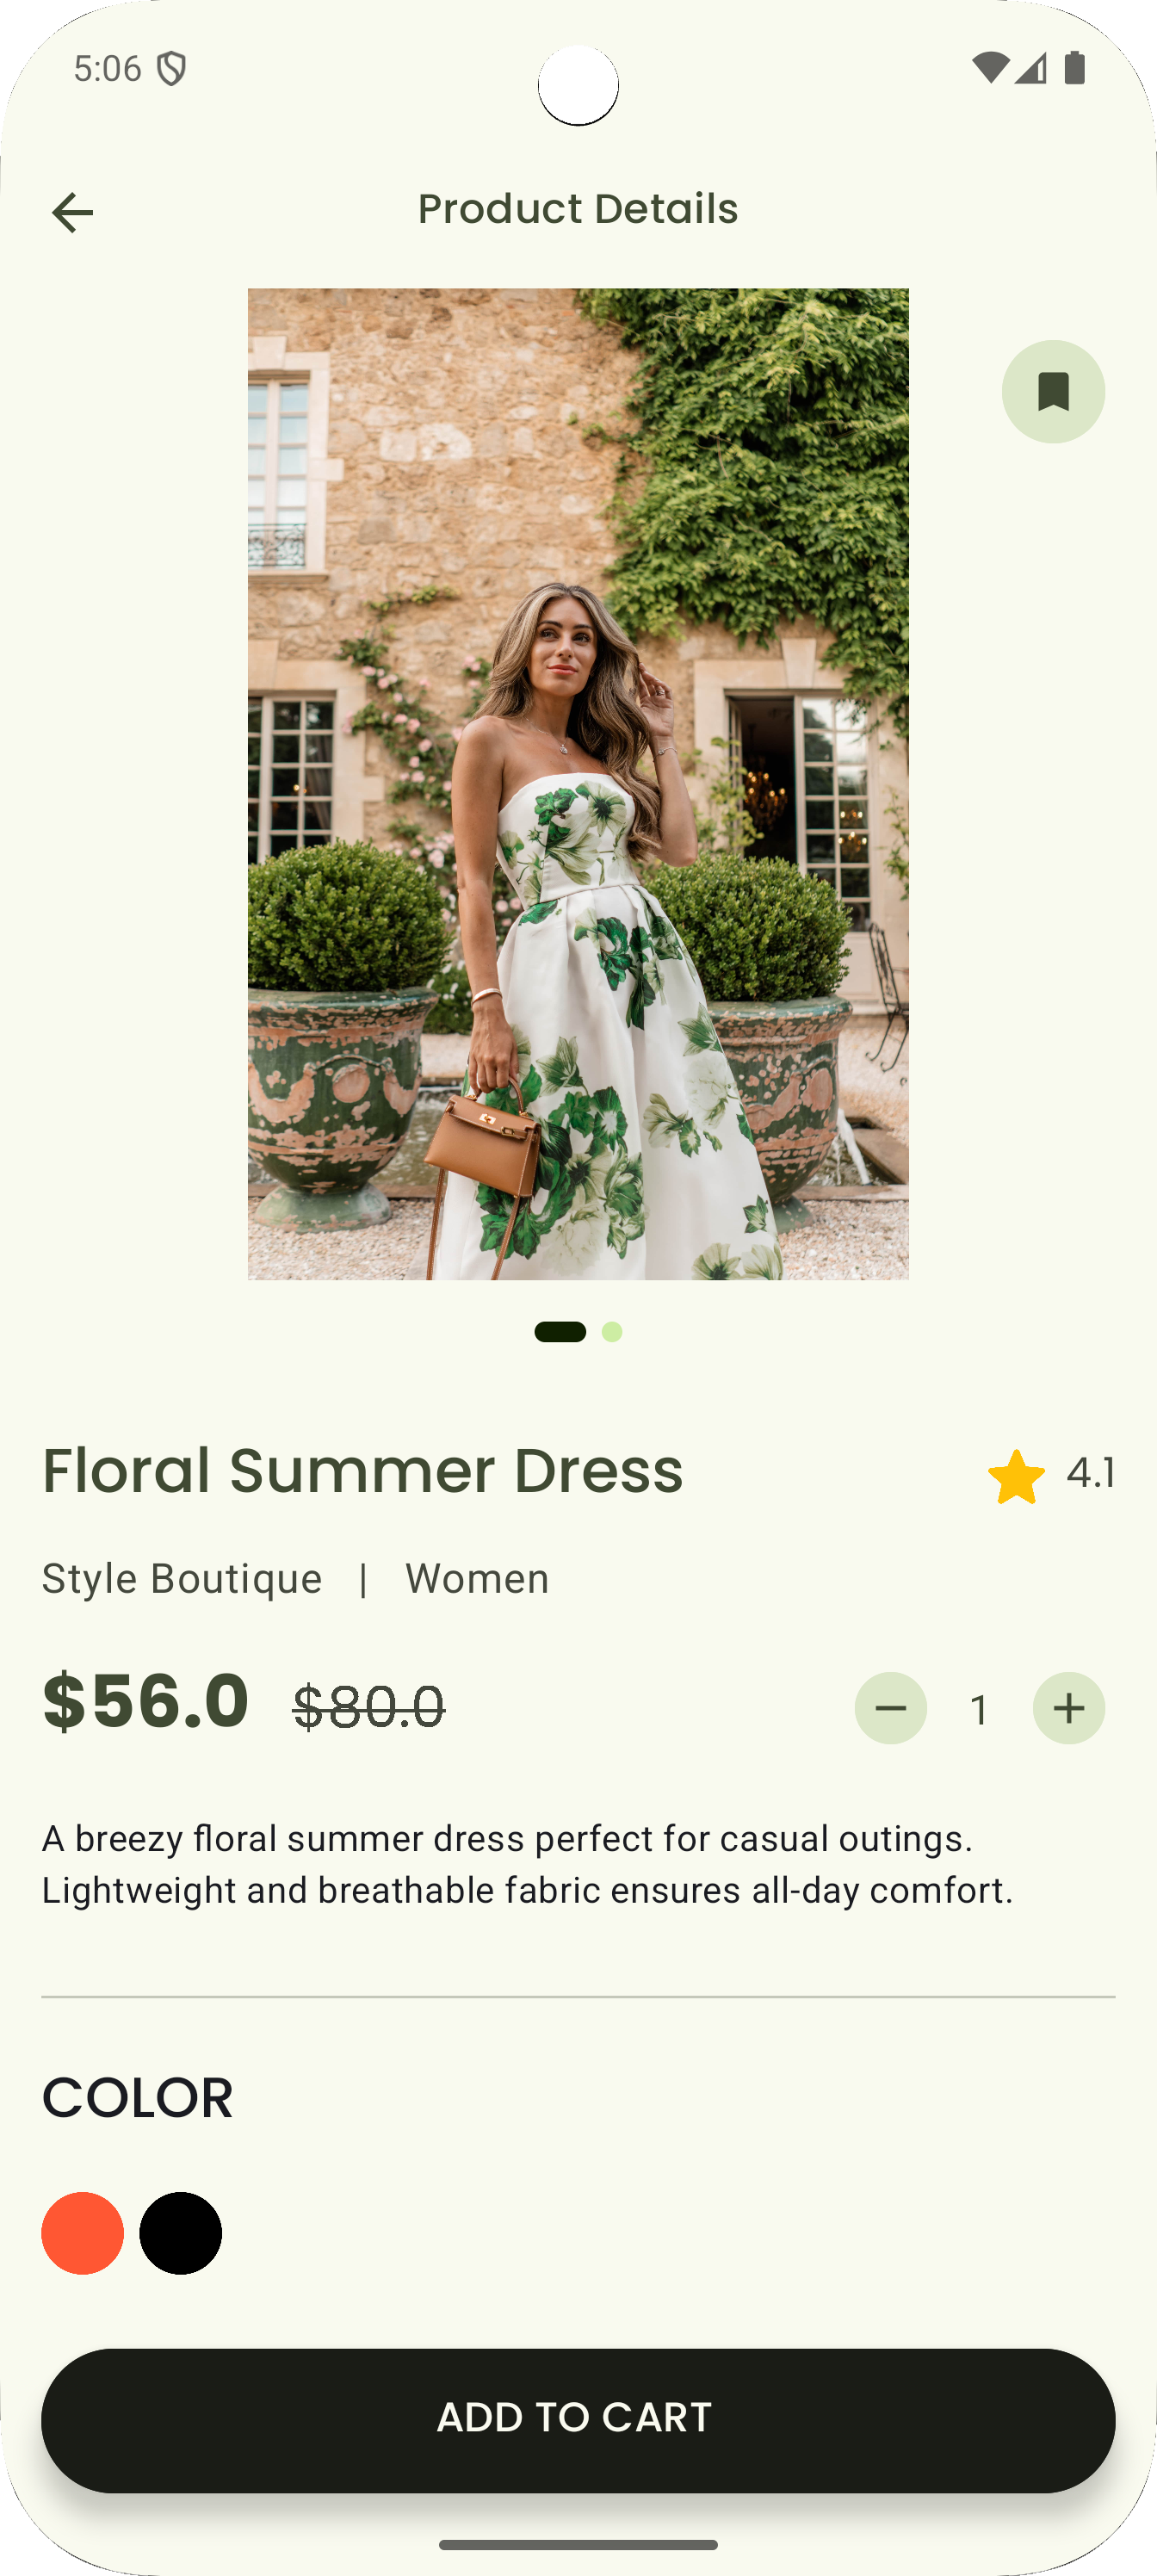 5:06
Product Details
Floral Summer Dress
4.1
Style Boutique | Women
$56.0 $80.0
1
A breezy floral summer dress perfect for casual outings.
Lightweight and breathable fabric ensures all-day comfort.
COLOR
ADD TO CART